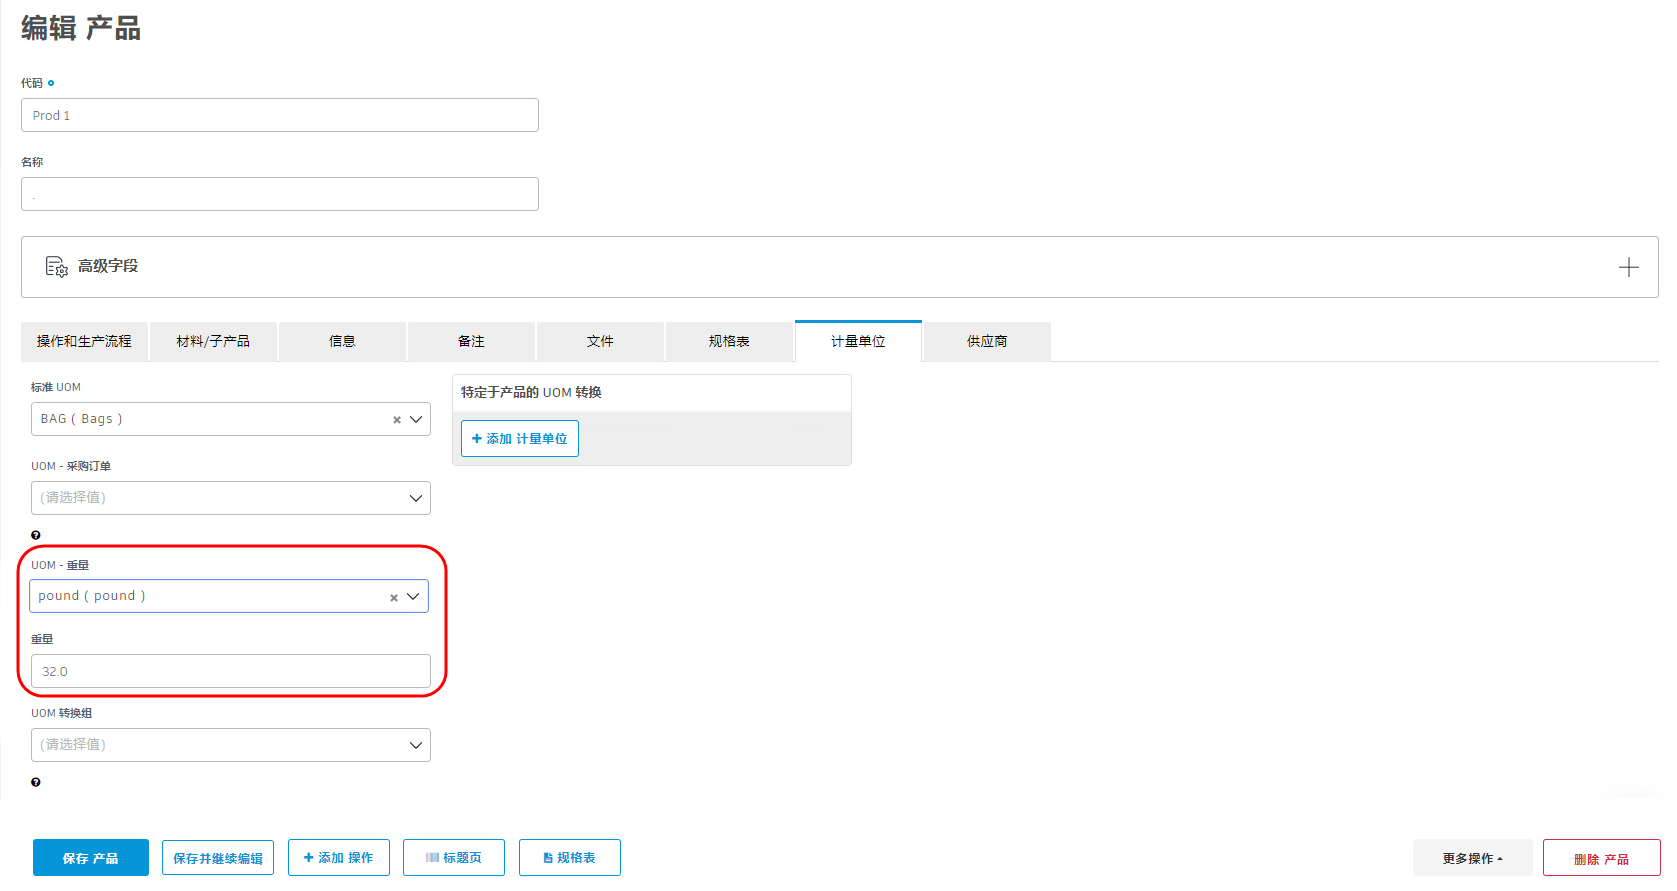 编辑 产品
代码
Prod 1
名称
.
高级字段
操作和生产流程 材料/子产品 信息 备注 文件 规格表 计量单位 供应商
标准 UOM
BAG ( Bags )
特定于产品的 UOM 转换
添加 计量单位
UOM - 采购订单
(请选择值)
UOM - 重量
pound ( pound )
重量
32.0
UOM 转换组
(请选择值)
保存 产品 保存并继续编辑 添加 操作 标题页 规格表 更多操作 删除 产品